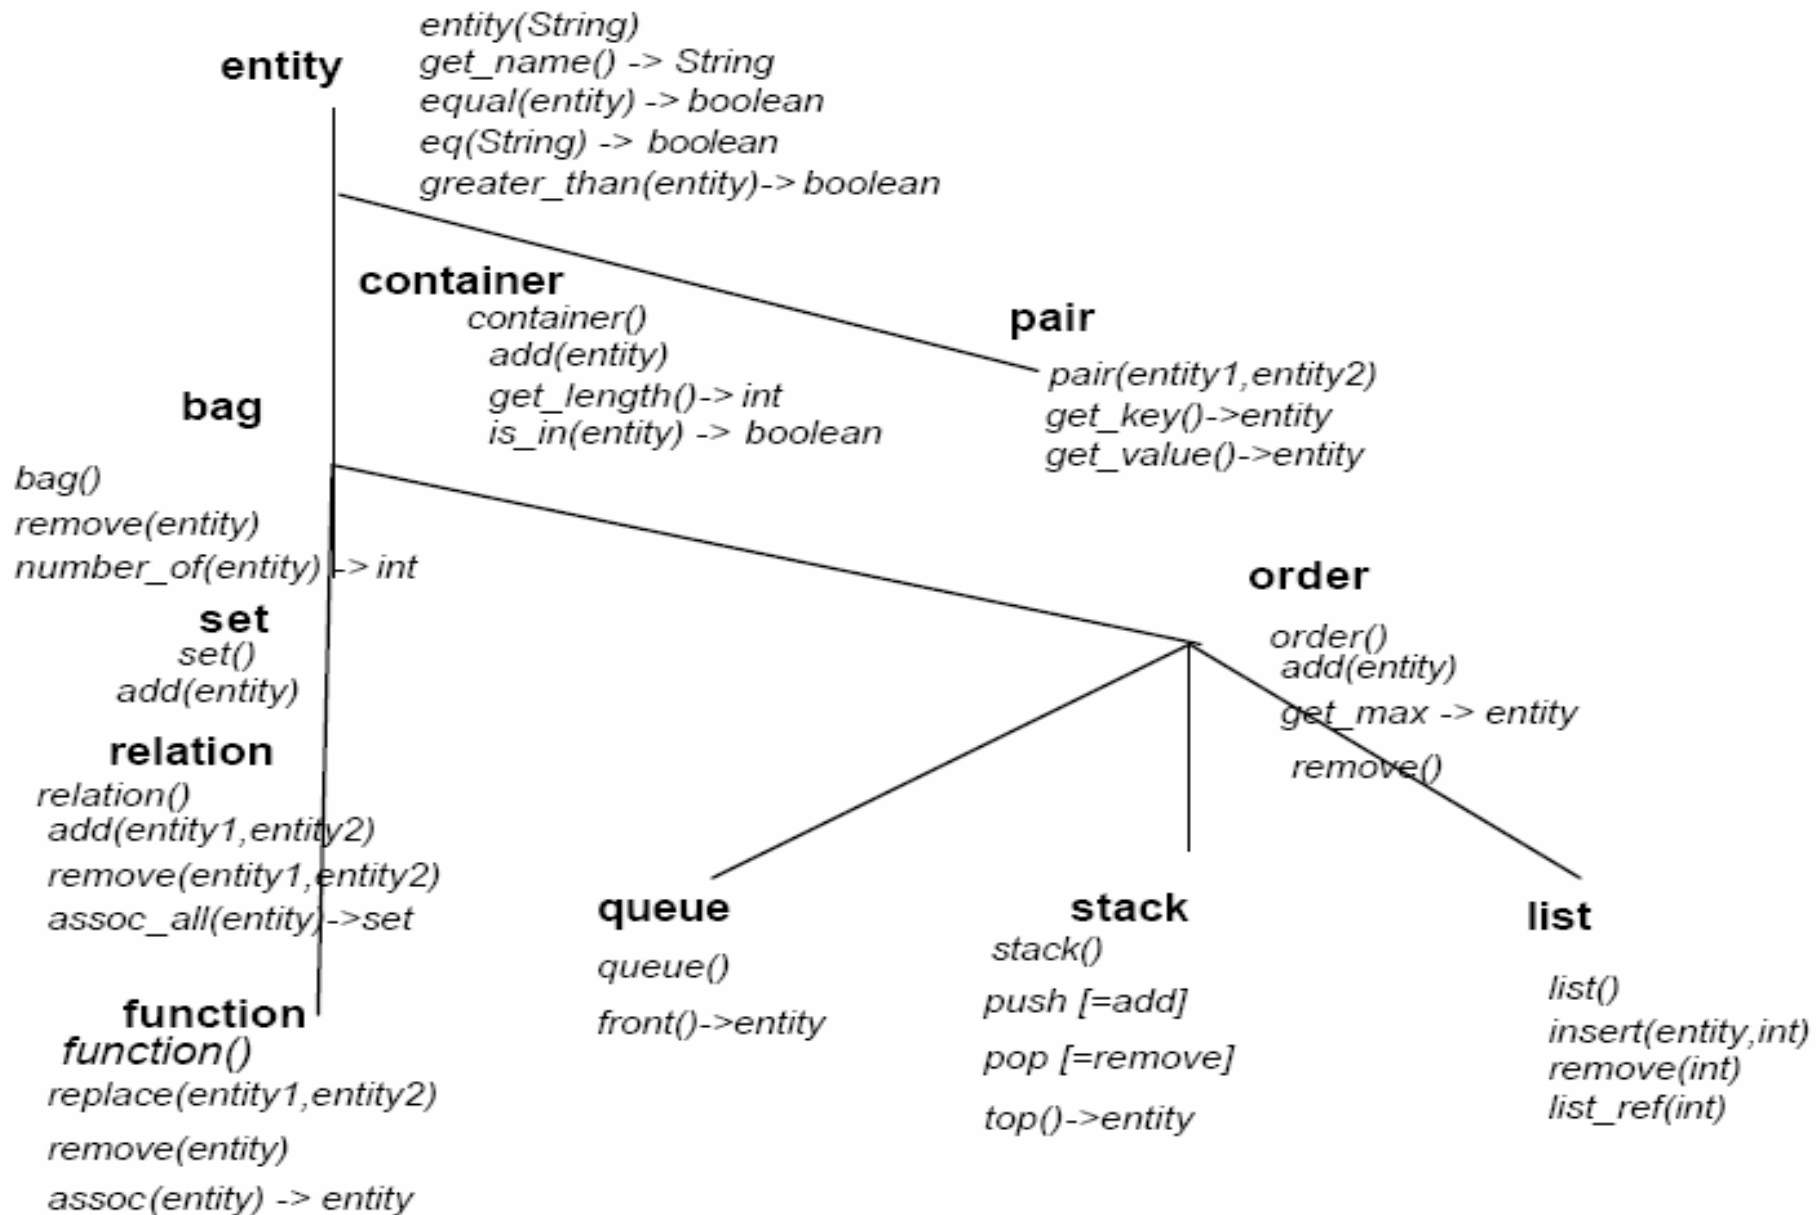 entity
entity(String)
get_name() -> String
equal(entity) -> boolean
eq(String) -> boolean
greater_than(entity)-> boolean
container
container()
add(entity)
get_length()-> int
is_in(entity) -> boolean
pair
pair(entity1,entity2)
get_key()->entity
get_value()->entity
bag
bag()
remove(entity)
number_of(entity) -> int
set
set()
add(entity)
relation
relation()
add(entity1,entity2)
remove(entity1,entity2)
assoc_all(entity)->set
function
function()
replace(entity1,entity2)
remove(entity)
assoc(entity) -> entity
order
order()
add(entity)
get_max -> entity
remove()
queue
queue()
front()->entity
stack
stack()
push [=add]
pop [=remove]
top()->entity
list
list()
insert(entity,int)
remove(int)
list_ref(int)